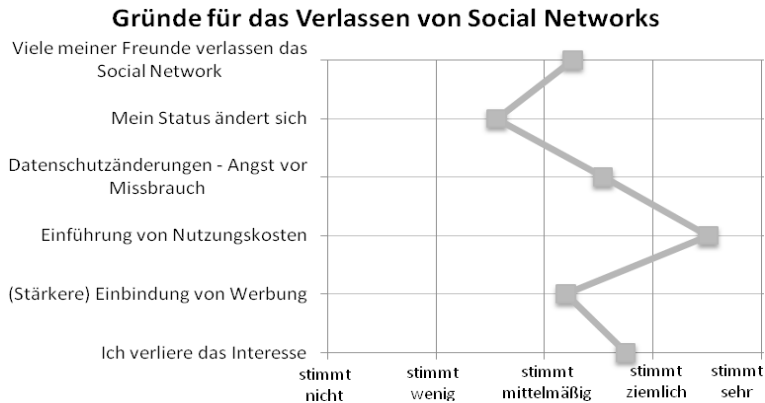 Gründe für das Verlassen von Social Networks
Viele meiner Freunde verlassen das
Social Network
Mein Status ändert sich
Datenschutzänderungen - Angst vor
Missbrauch
Einführung von Nutzungskosten
(Stärkere) Einbindung von Werbung
Ich verliere das Interesse
stimmt
nicht
stimmt
wenig
stimmt
mittelmäßig
stimmt
ziemlich
stimmt
sehr